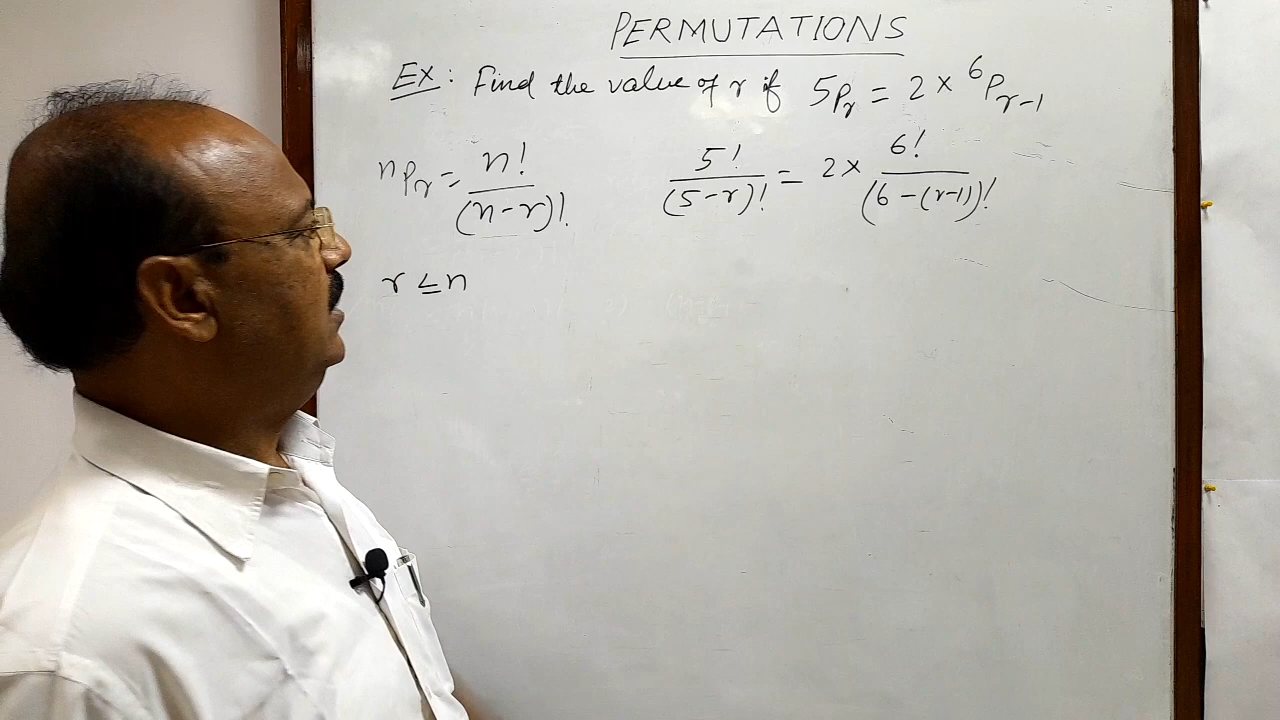 PERMUTATIONS
Ex: Find the value of r if 5Pr = 2 × ⁶Pr-1
nPr = n!/(n-r)! 5!/(5-r)! = 2× 6!/(6-(r-1))!
r ≤ n